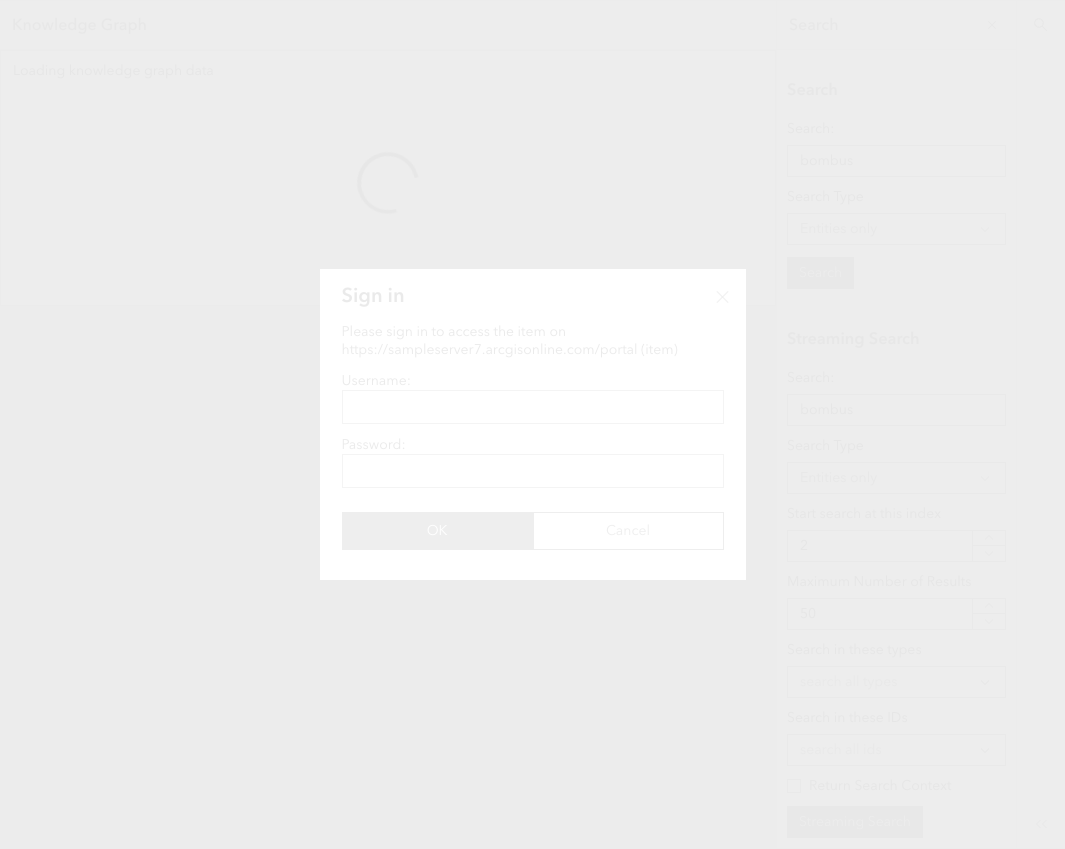 Knowledge Graph
Search
Loading knowledge graph data
Search
Search
bombus
Search Type
Entities only
Search
Sign in
Please sign in to access the item on
https://sampleserver7.arcgisonline.com/portal (item)
Username:
Password:
OK
Cancel
Streaming Search
Search
bombus
Search Type
Entities only
Start search at this index
2
Maximum Number of Results
50
Search in these types
Search in these IDs
Return Search Context